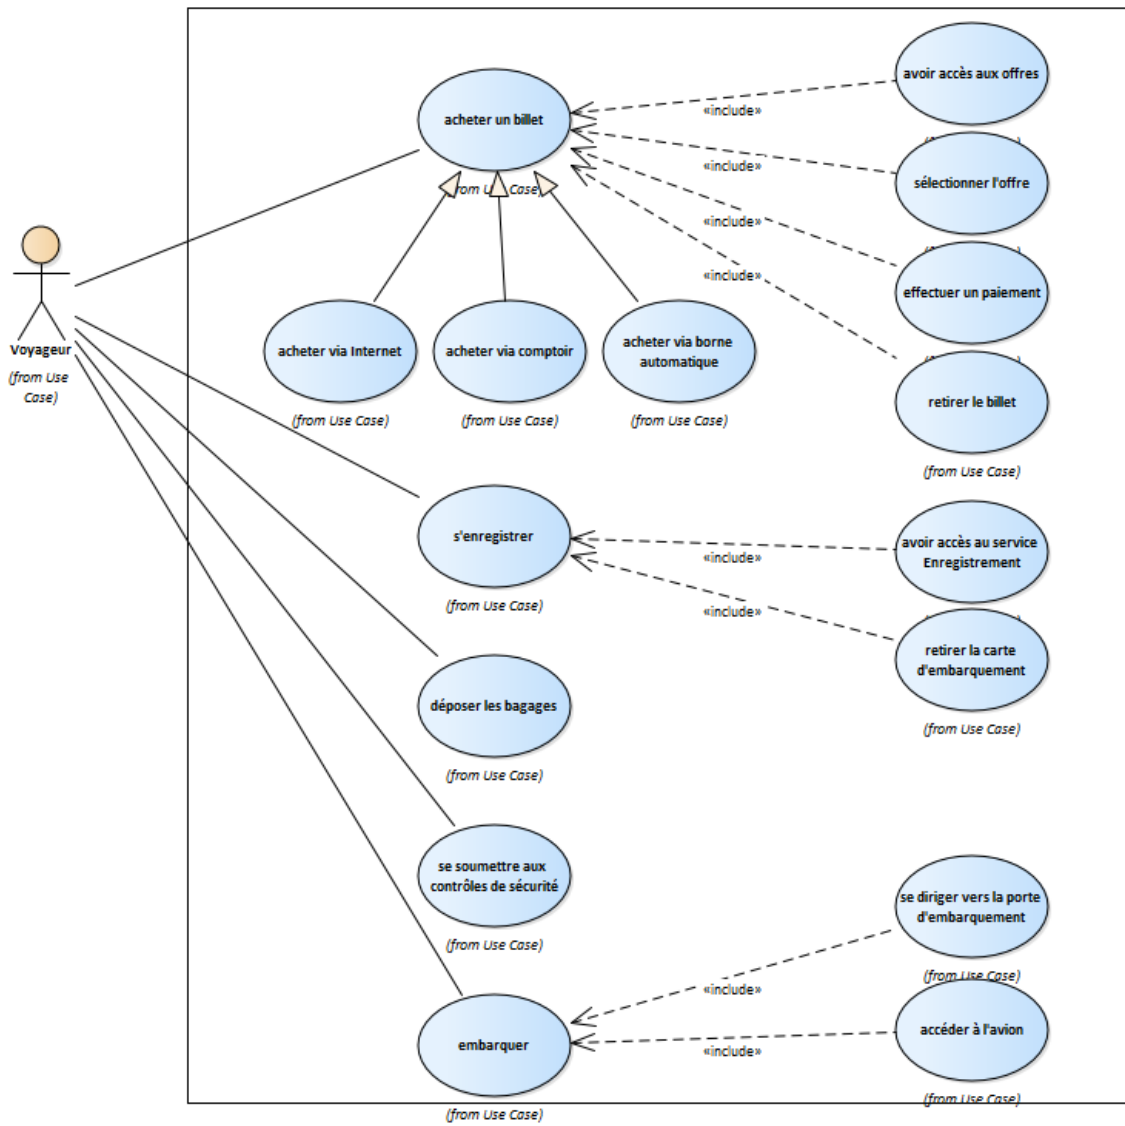 avoir accès aux offres
acheter un billet
«include»
sélectionner l'offre
«include»
(from Use Case)
«include»
Voyageur
(from Use
Case)
«include»
effectuer un paiement
acheter via Internet
acheter via comptoir
acheter via borne
automatique
retirer le billet
(from Use Case)
(from Use Case)
(from Use Case)
(from Use Case)
s'enregistrer
avoir accès au service
Enregistrement
«include»
(from Use Case)
«include»
retirer la carte
d'embarquement
déposer les bagages
(from Use Case)
(from Use Case)
se soumettre aux
contrôles de sécurité
se diriger vers la porte
d'embarquement
(from Use Case)
(from Use Case)
«include»
embarquer
accéder à l'avion
«include»
(from Use Case)
(from Use Case)